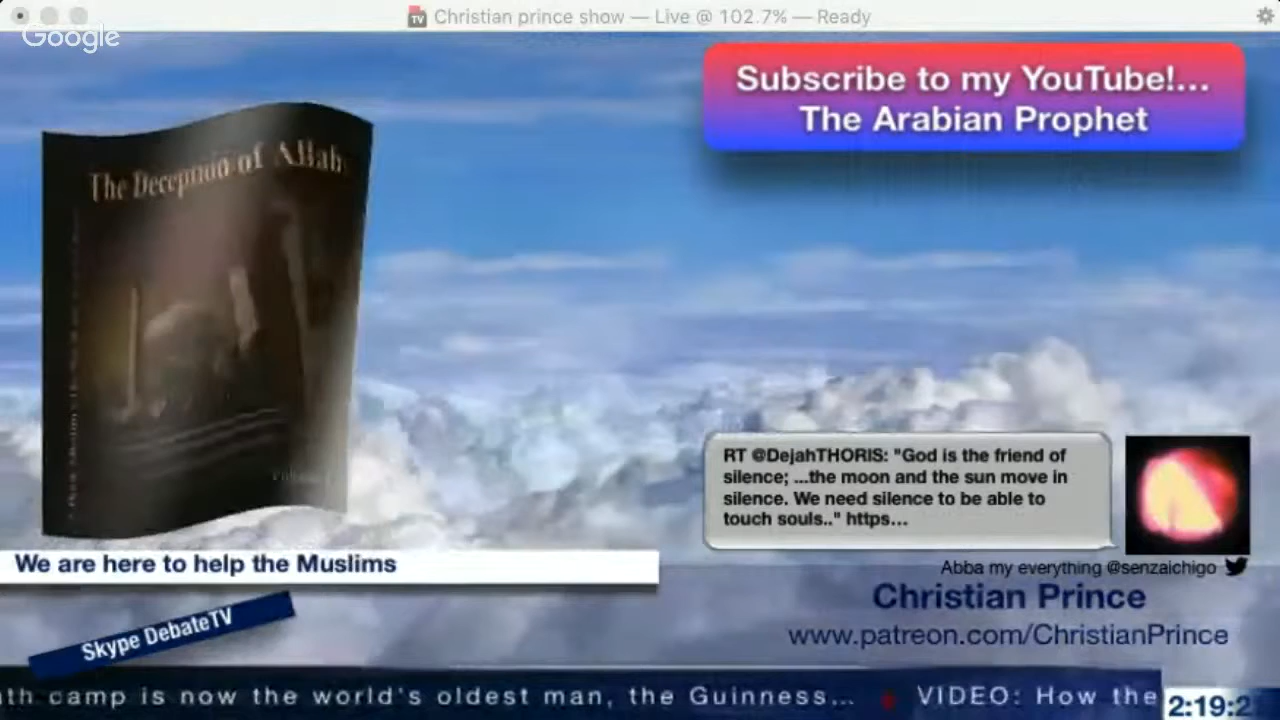 Christian prince show — Live @ 102.7% — Ready
Google
Subscribe to my YouTube!...
The Arabian Prophet
The Deception of Allah
RT @DejahTHORIS: "God is the friend of
silence; ...the moon and the sun move in
silence. We need silence to be able to
touch souls.." https...
We are here to help the Muslims
Abba my everything @senzaichigo
Christian Prince
Skype DebateTV
www.patreon.com/ChristianPrince
th camp is now the world's oldest man, the Guinness... VIDEO: How the
2:19:2